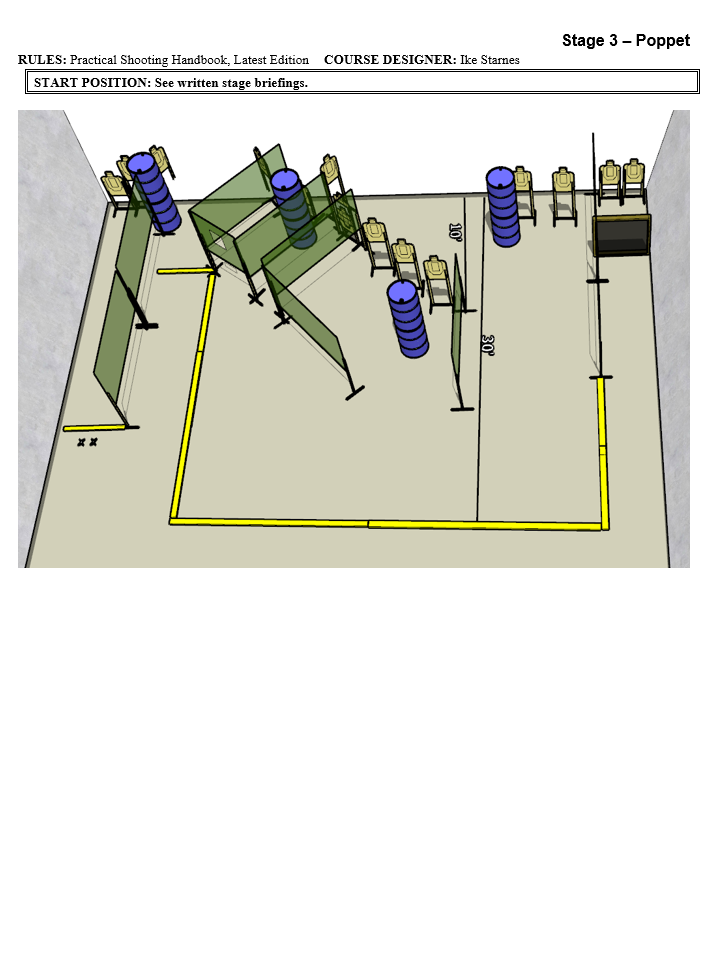 Stage 3 – Poppet
RULES: Practical Shooting Handbook, Latest Edition COURSE DESIGNER: Ike Starnes
START POSITION: See written stage briefings.
10'
30'
X X